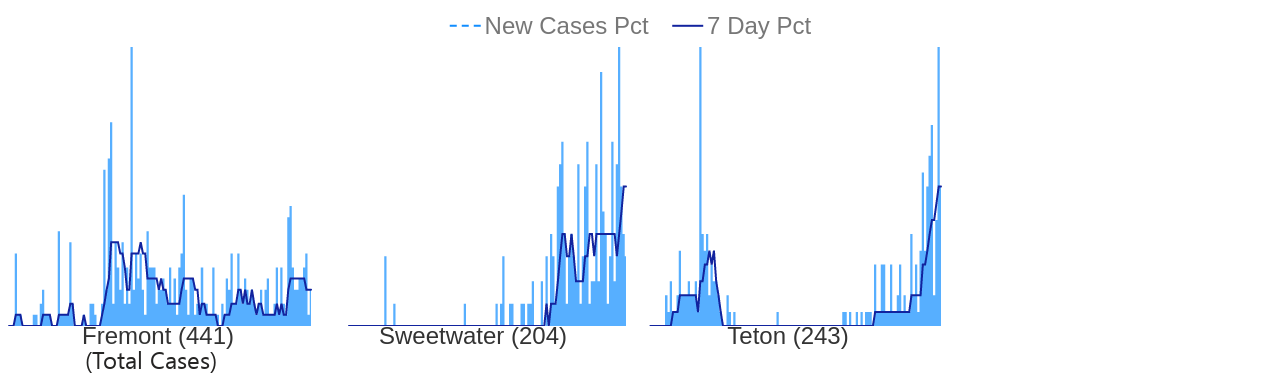 New Cases Pct 7 Day Pct
Fremont (441) Sweetwater (204) Teton (243)
(Total Cases)